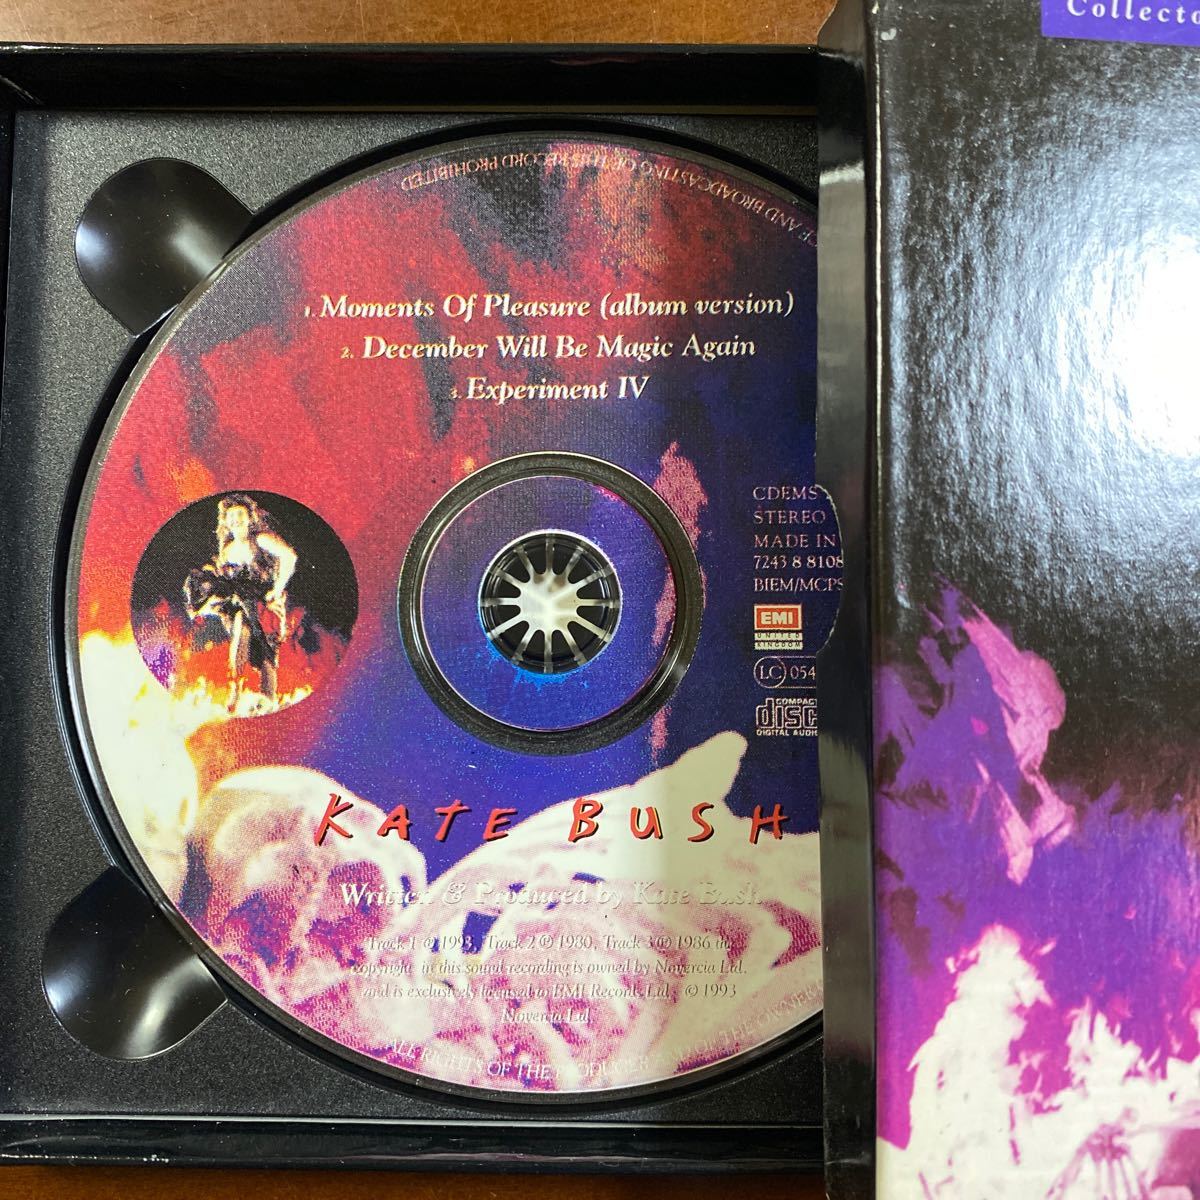 Collecto
CE AND BROADCASTING OF THIS RECORD PROHIBITED
1. Moments Of Pleasure (album version)
2. December Will Be Magic Again
3. Experiment IV
CDEMS
STEREO
MADE IN
7243 8 8108
BIEM/MCPS
EMI
UNITED
KINGDOM
LC 054
COMPACT
disc
DIGITAL AUDIO
KATE BUSH
Written & Produced by Kate Bush
Track 1 ℗ 1993, Track 2 ℗ 1980, Track 3 ℗ 1986 the
copyright in this sound recording is owned by Novercia Ltd.
and is exclusively licensed to EMI Records Ltd. © 1993
Novercia Ltd
ALL RIGHTS OF THE PRODUCER AND OF THE OWNER